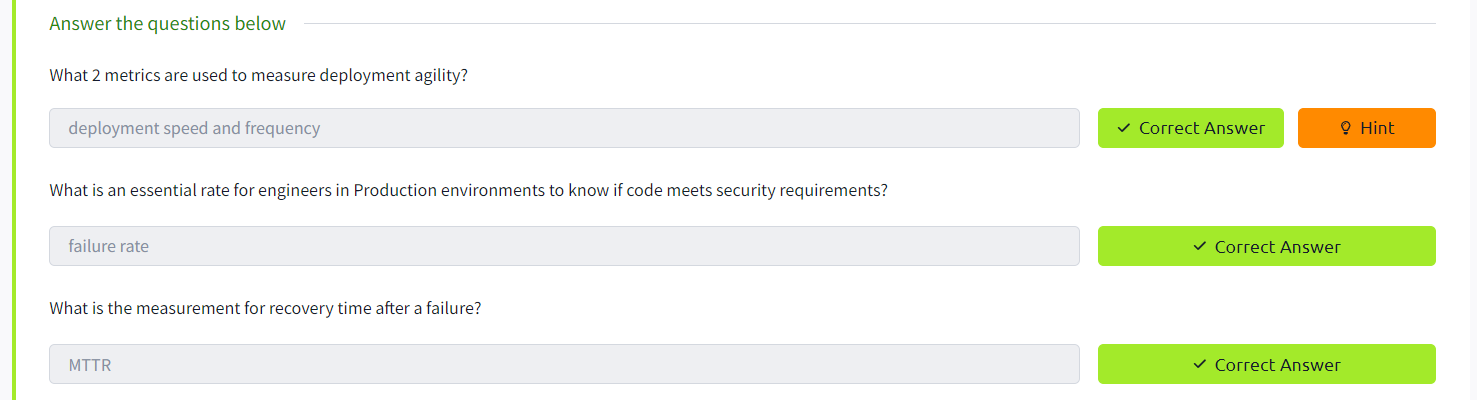 Answer the questions below
What 2 metrics are used to measure deployment agility?
deployment speed and frequency
Correct Answer
Hint
What is an essential rate for engineers in Production environments to know if code meets security requirements?
failure rate
Correct Answer
What is the measurement for recovery time after a failure?
MTTR
Correct Answer